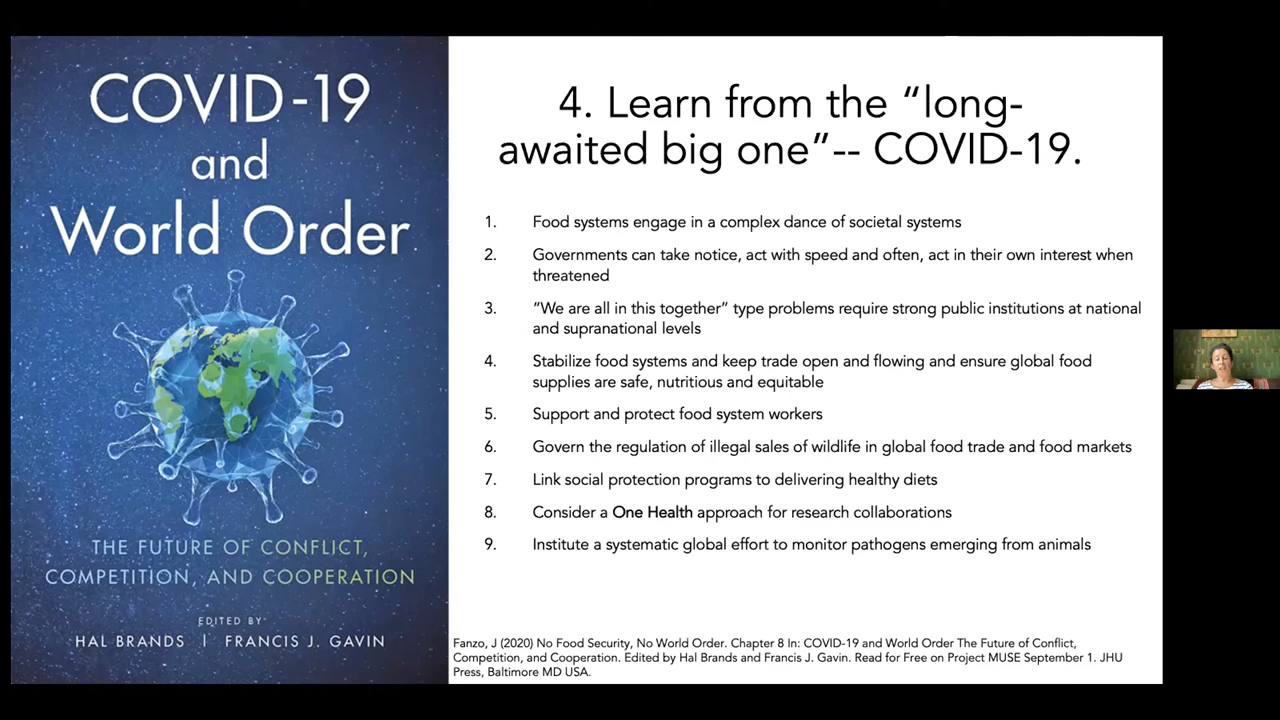 COVID-19
and
World Order
THE FUTURE OF CONFLICT,
COMPETITION, AND COOPERATION
EDITED BY
HAL BRANDS | FRANCIS J. GAVIN
4. Learn from the “long-
awaited big one”-- COVID-19.
1. Food systems engage in a complex dance of societal systems
2. Governments can take notice, act with speed and often, act in their own interest when
threatened
3. “We are all in this together” type problems require strong public institutions at national
and supranational levels
4. Stabilize food systems and keep trade open and flowing and ensure global food
supplies are safe, nutritious and equitable
5. Support and protect food system workers
6. Govern the regulation of illegal sales of wildlife in global food trade and food markets
7. Link social protection programs to delivering healthy diets
8. Consider a One Health approach for research collaborations
9. Institute a systematic global effort to monitor pathogens emerging from animals
Fanzo, J (2020) No Food Security, No World Order. Chapter 8 In: COVID-19 and World Order The Future of Conflict,
Competition, and Cooperation. Edited by Hal Brands and Francis J. Gavin. Read for Free on Project MUSE September 1. JHU
Press, Baltimore MD USA.